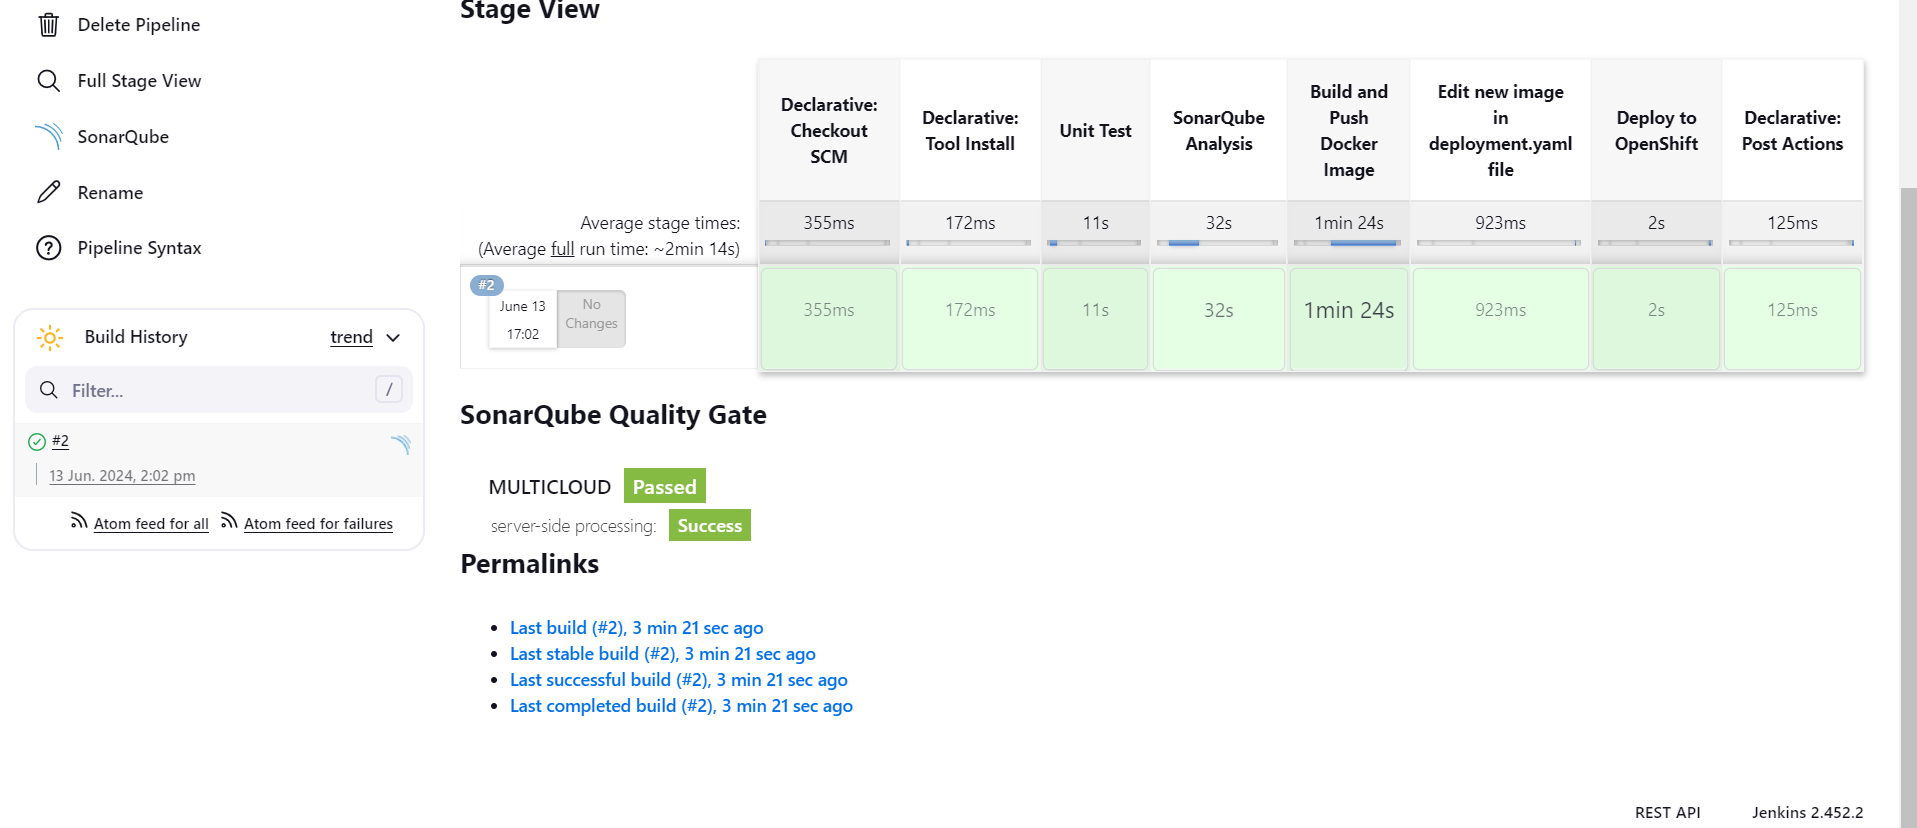 Delete Pipeline
Full Stage View
SonarQube
Rename
Pipeline Syntax
Build History
trend
Filter...
/
#2
13 Jun. 2024, 2:02 pm
Atom feed for all
Atom feed for failures
Stage View
Declarative:
Checkout
SCM
Declarative:
Tool Install
Unit Test
SonarQube
Analysis
Build and
Push
Docker
Image
Edit new image
in
deployment.yaml
file
Deploy to
OpenShift
Declarative:
Post Actions
Average stage times:
(Average full run time: ~2min 14s)
355ms
172ms
11s
32s
1min 24s
923ms
2s
125ms
#2
June 13
17:02
No
Changes
355ms
172ms
11s
32s
1min 24s
923ms
2s
125ms
SonarQube Quality Gate
MULTICLOUD Passed
server-side processing: Success
Permalinks
Last build (#2), 3 min 21 sec ago
Last stable build (#2), 3 min 21 sec ago
Last successful build (#2), 3 min 21 sec ago
Last completed build (#2), 3 min 21 sec ago
REST API
Jenkins 2.452.2